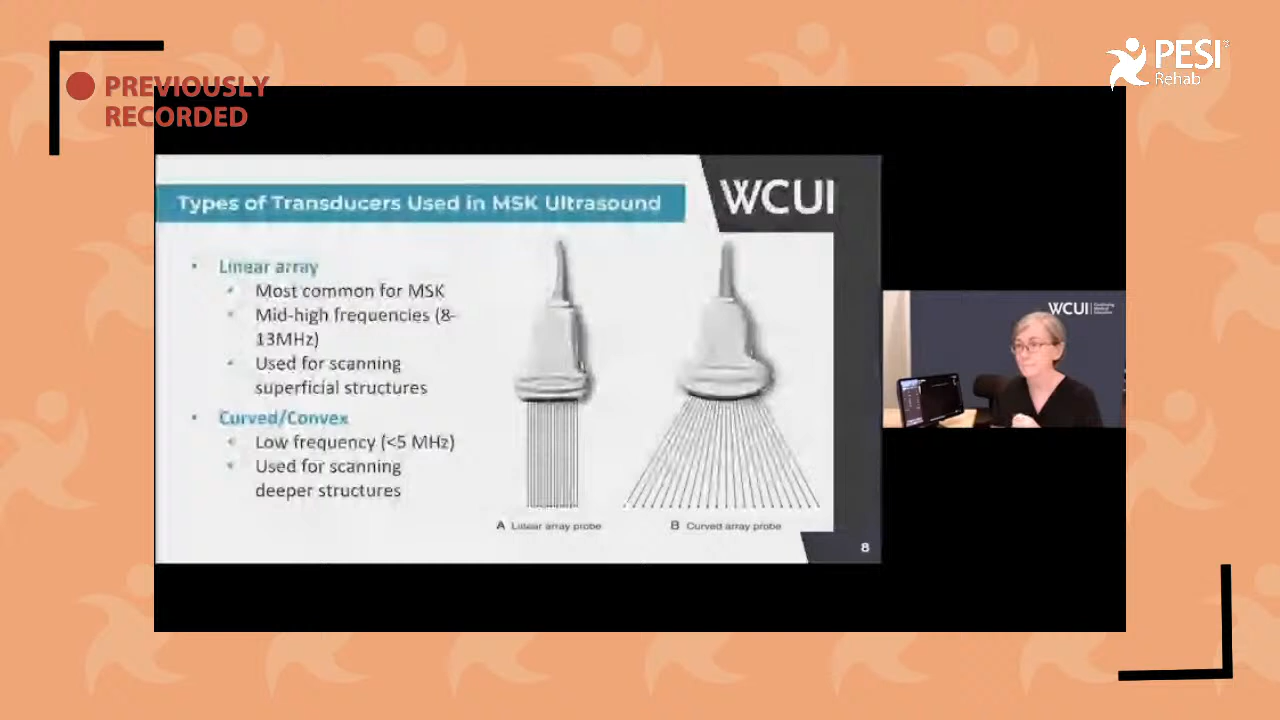 PREVIOUSLY
RECORDED
PESI
Rehab
Types of Transducers Used in MSK Ultrasound
WCUI
• Linear array
• Most common for MSK
• Mid-high frequencies (8-
13MHz)
• Used for scanning
superficial structures
• Curved/Convex
• Low frequency (<5 MHz)
• Used for scanning
deeper structures
A Linear array probe
B Curved array probe
8
WCUI